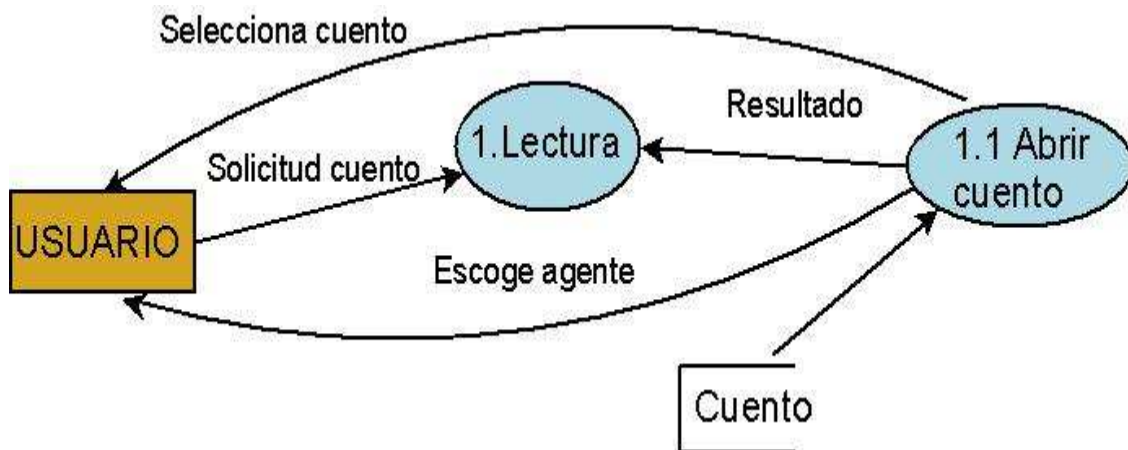 Selecciona cuento
Resultado
1.Lectura
1.1 Abrir
cuento
Solicitud cuento
USUARIO
Escoge agente
Cuento